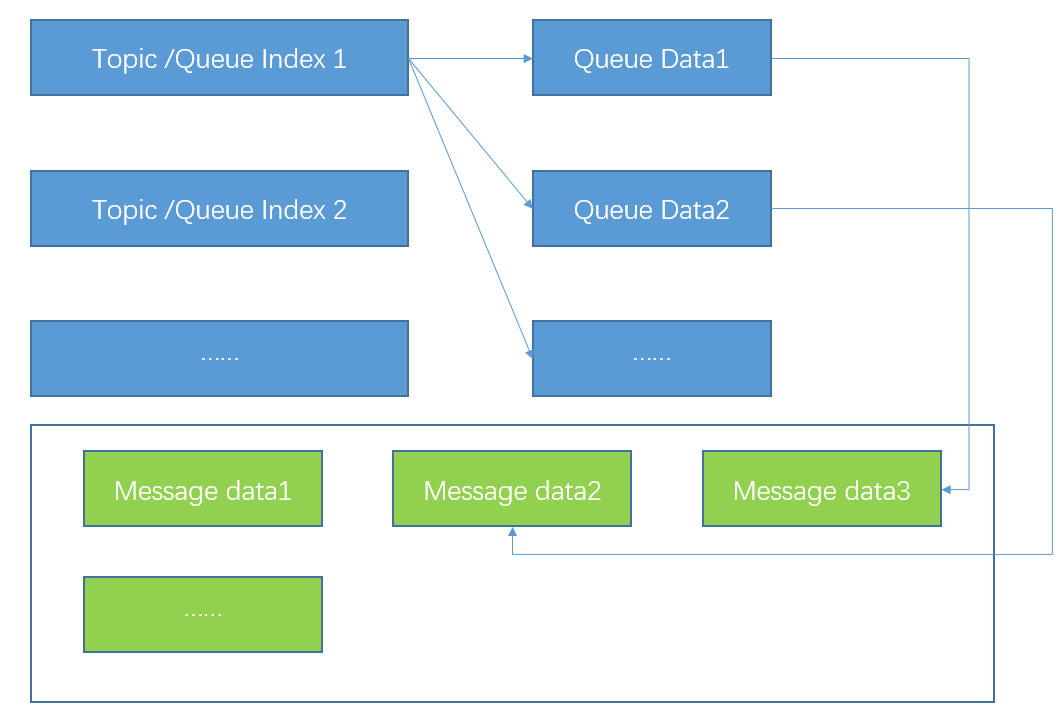 Topic /Queue Index 1
Queue Data1
Topic /Queue Index 2
Queue Data2
……
……
Message data1
Message data2
Message data3
……